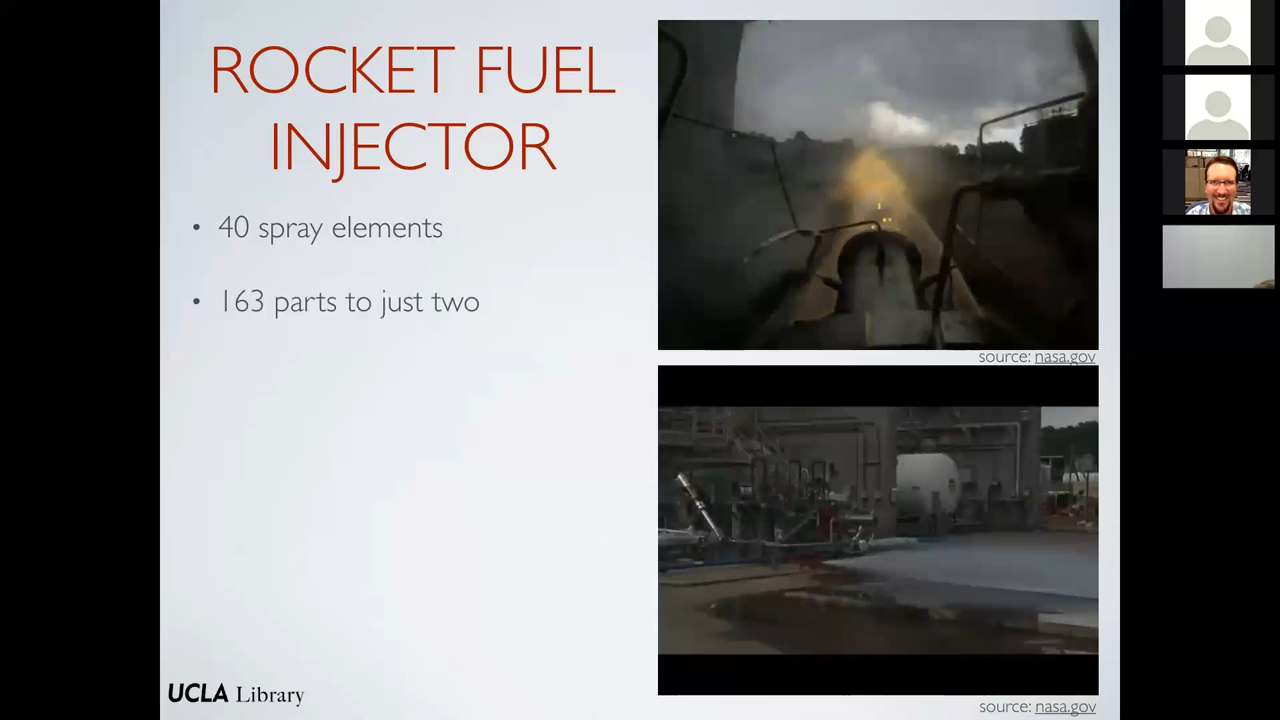 ROCKET FUEL
INJECTOR
• 40 spray elements
• 163 parts to just two
source: nasa.gov
source: nasa.gov
UCLA Library